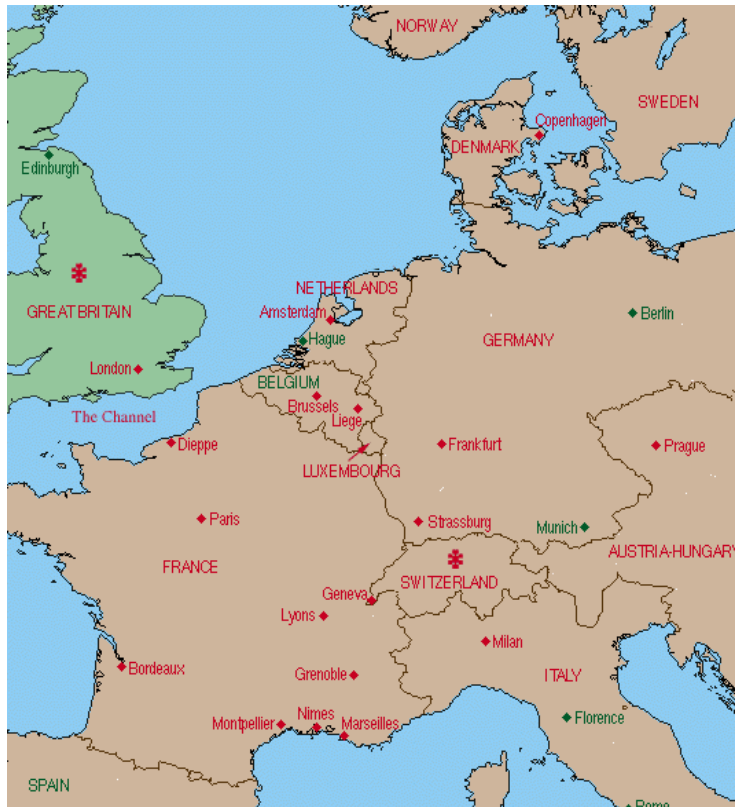 NORWAY
SWEDEN
Copenhagen
DENMARK
Edinburgh
NETHERLANDS
GREAT BRITAIN
Amsterdam
Berlin
Hague
GERMANY
London
BELGIUM
Brussels
Liege
The Channel
Dieppe
Frankfurt
Prague
LUXEMBOURG
Paris
Strassburg
Munich
AUSTRIA-HUNGARY
FRANCE
SWITZERLAND
Geneva
Lyons
Milan
Bordeaux
Grenoble
ITALY
Nimes
Florence
Montpellier
Marseilles
SPAIN
Rome